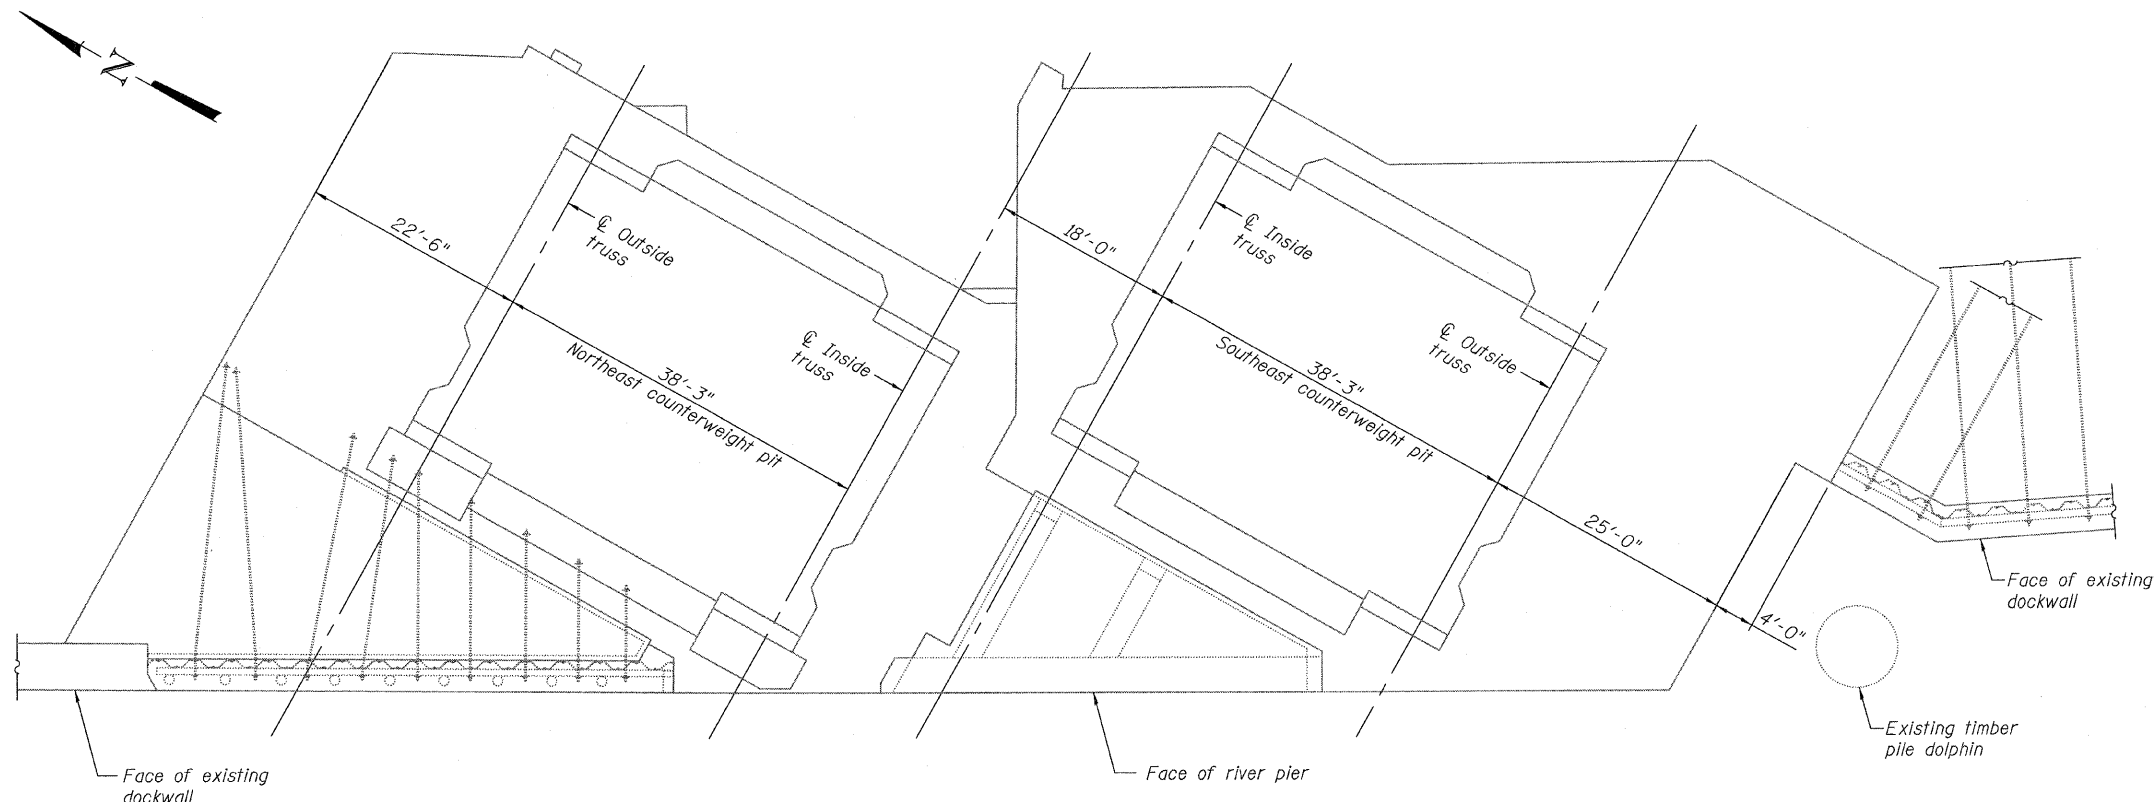 N
22'-6"
℄ Outside
truss
Northeast counterweight pit
38'-3"
℄ Inside
truss
18'-0"
℄ Inside
truss
Southeast counterweight pit
38'-3"
℄ Outside
truss
25'-0"
4'-0"
Face of existing
dockwall
Existing timber
pile dolphin
Face of river pier
Face of existing
dockwall